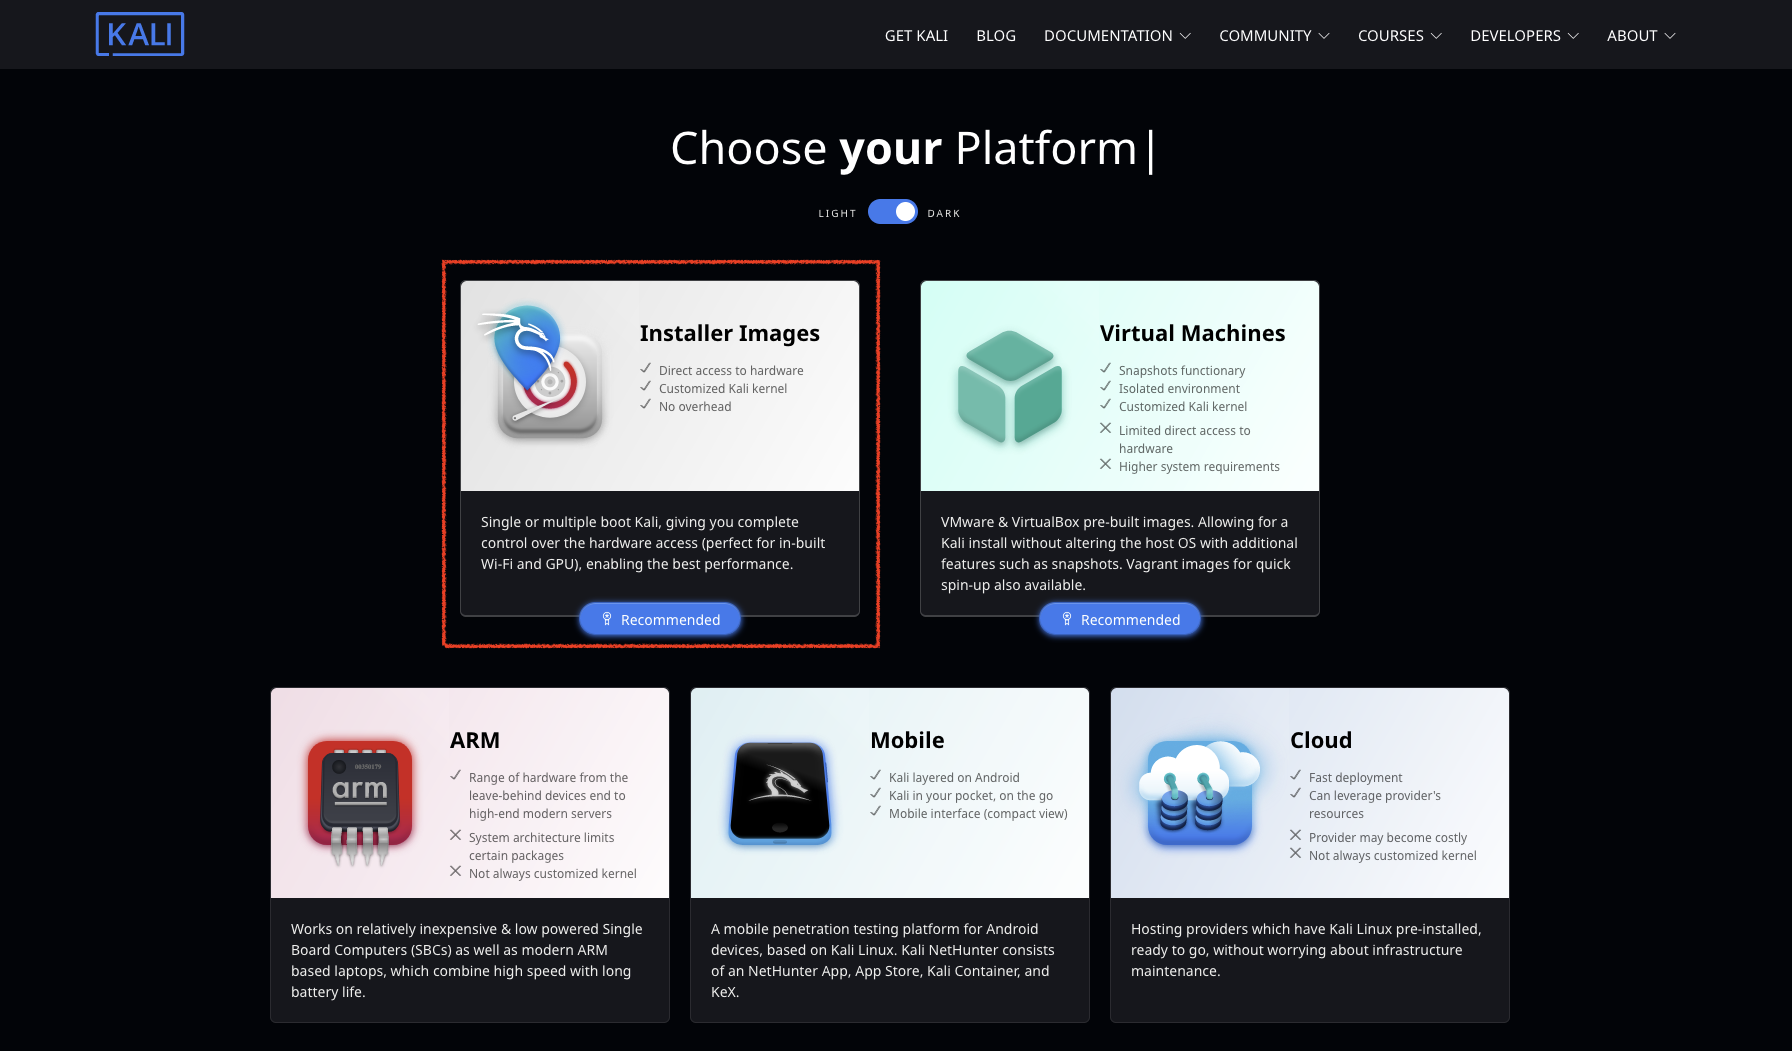 KALI
GET KALI
BLOG
DOCUMENTATION
COMMUNITY
COURSES
DEVELOPERS
ABOUT
Choose your Platform|
LIGHT
DARK
Installer Images
Direct access to hardware
Customized Kali kernel
No overhead
Single or multiple boot Kali, giving you complete
control over the hardware access (perfect for in-built
Wi-Fi and GPU), enabling the best performance.
Recommended
Virtual Machines
Snapshots functionary
Isolated environment
Customized Kali kernel
Limited direct access to
hardware
Higher system requirements
VMware & VirtualBox pre-built images. Allowing for a
Kali install without altering the host OS with additional
features such as snapshots. Vagrant images for quick
spin-up also available.
Recommended
arm
ARM
Range of hardware from the
leave-behind devices end to
high-end modern servers
System architecture limits
certain packages
Not always customized kernel
Works on relatively inexpensive & low powered Single
Board Computers (SBCs) as well as modern ARM
based laptops, which combine high speed with long
battery life.
Mobile
Kali layered on Android
Kali in your pocket, on the go
Mobile interface (compact view)
A mobile penetration testing platform for Android
devices, based on Kali Linux. Kali NetHunter consists
of an NetHunter App, App Store, Kali Container, and
KeX.
Cloud
Fast deployment
Can leverage provider's
resources
Provider may become costly
Not always customized kernel
Hosting providers which have Kali Linux pre-installed,
ready to go, without worrying about infrastructure
maintenance.